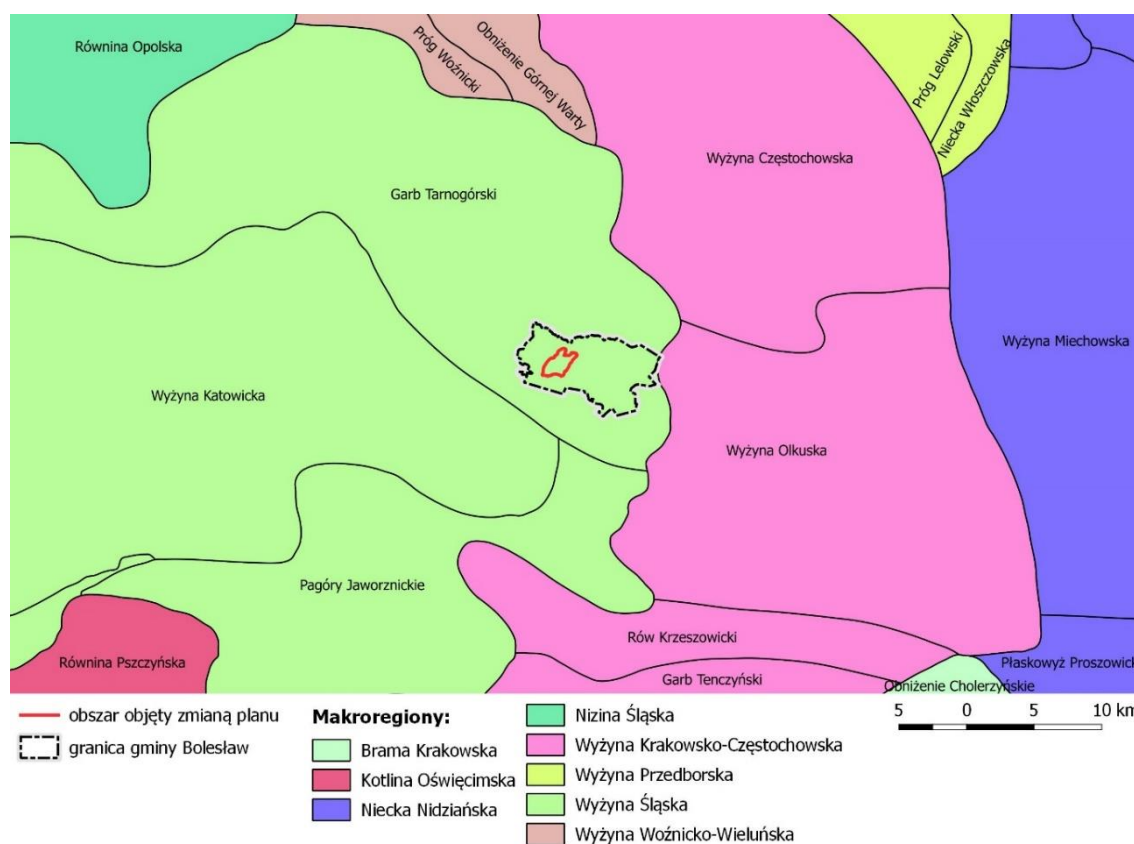 Równina Opolska
Próg Woźnicki
Obniżenie Górnej Warty
Próg Lelowski
Niecka Włoszczowska
Wyżyna Częstochowska
Garb Tarnogórski
Wyżyna Miechowska
Wyżyna Katowicka
Wyżyna Olkuska
Pagóry Jaworznickie
Rów Krzeszowicki
Równina Pszczyńska
Garb Tenczyński
Płaskowyż Proszowick
Obniżenie Cholerzyńskie
obszar objęty zmianą planu
granica gminy Bolesław
Makroregiony:
Brama Krakowska
Kotlina Oświęcimska
Niecka Nidziańska
Nizina Śląska
Wyżyna Krakowsko-Częstochowska
Wyżyna Przedborska
Wyżyna Śląska
Wyżyna Woźnicko-Wieluńska
5 0 5 10 km